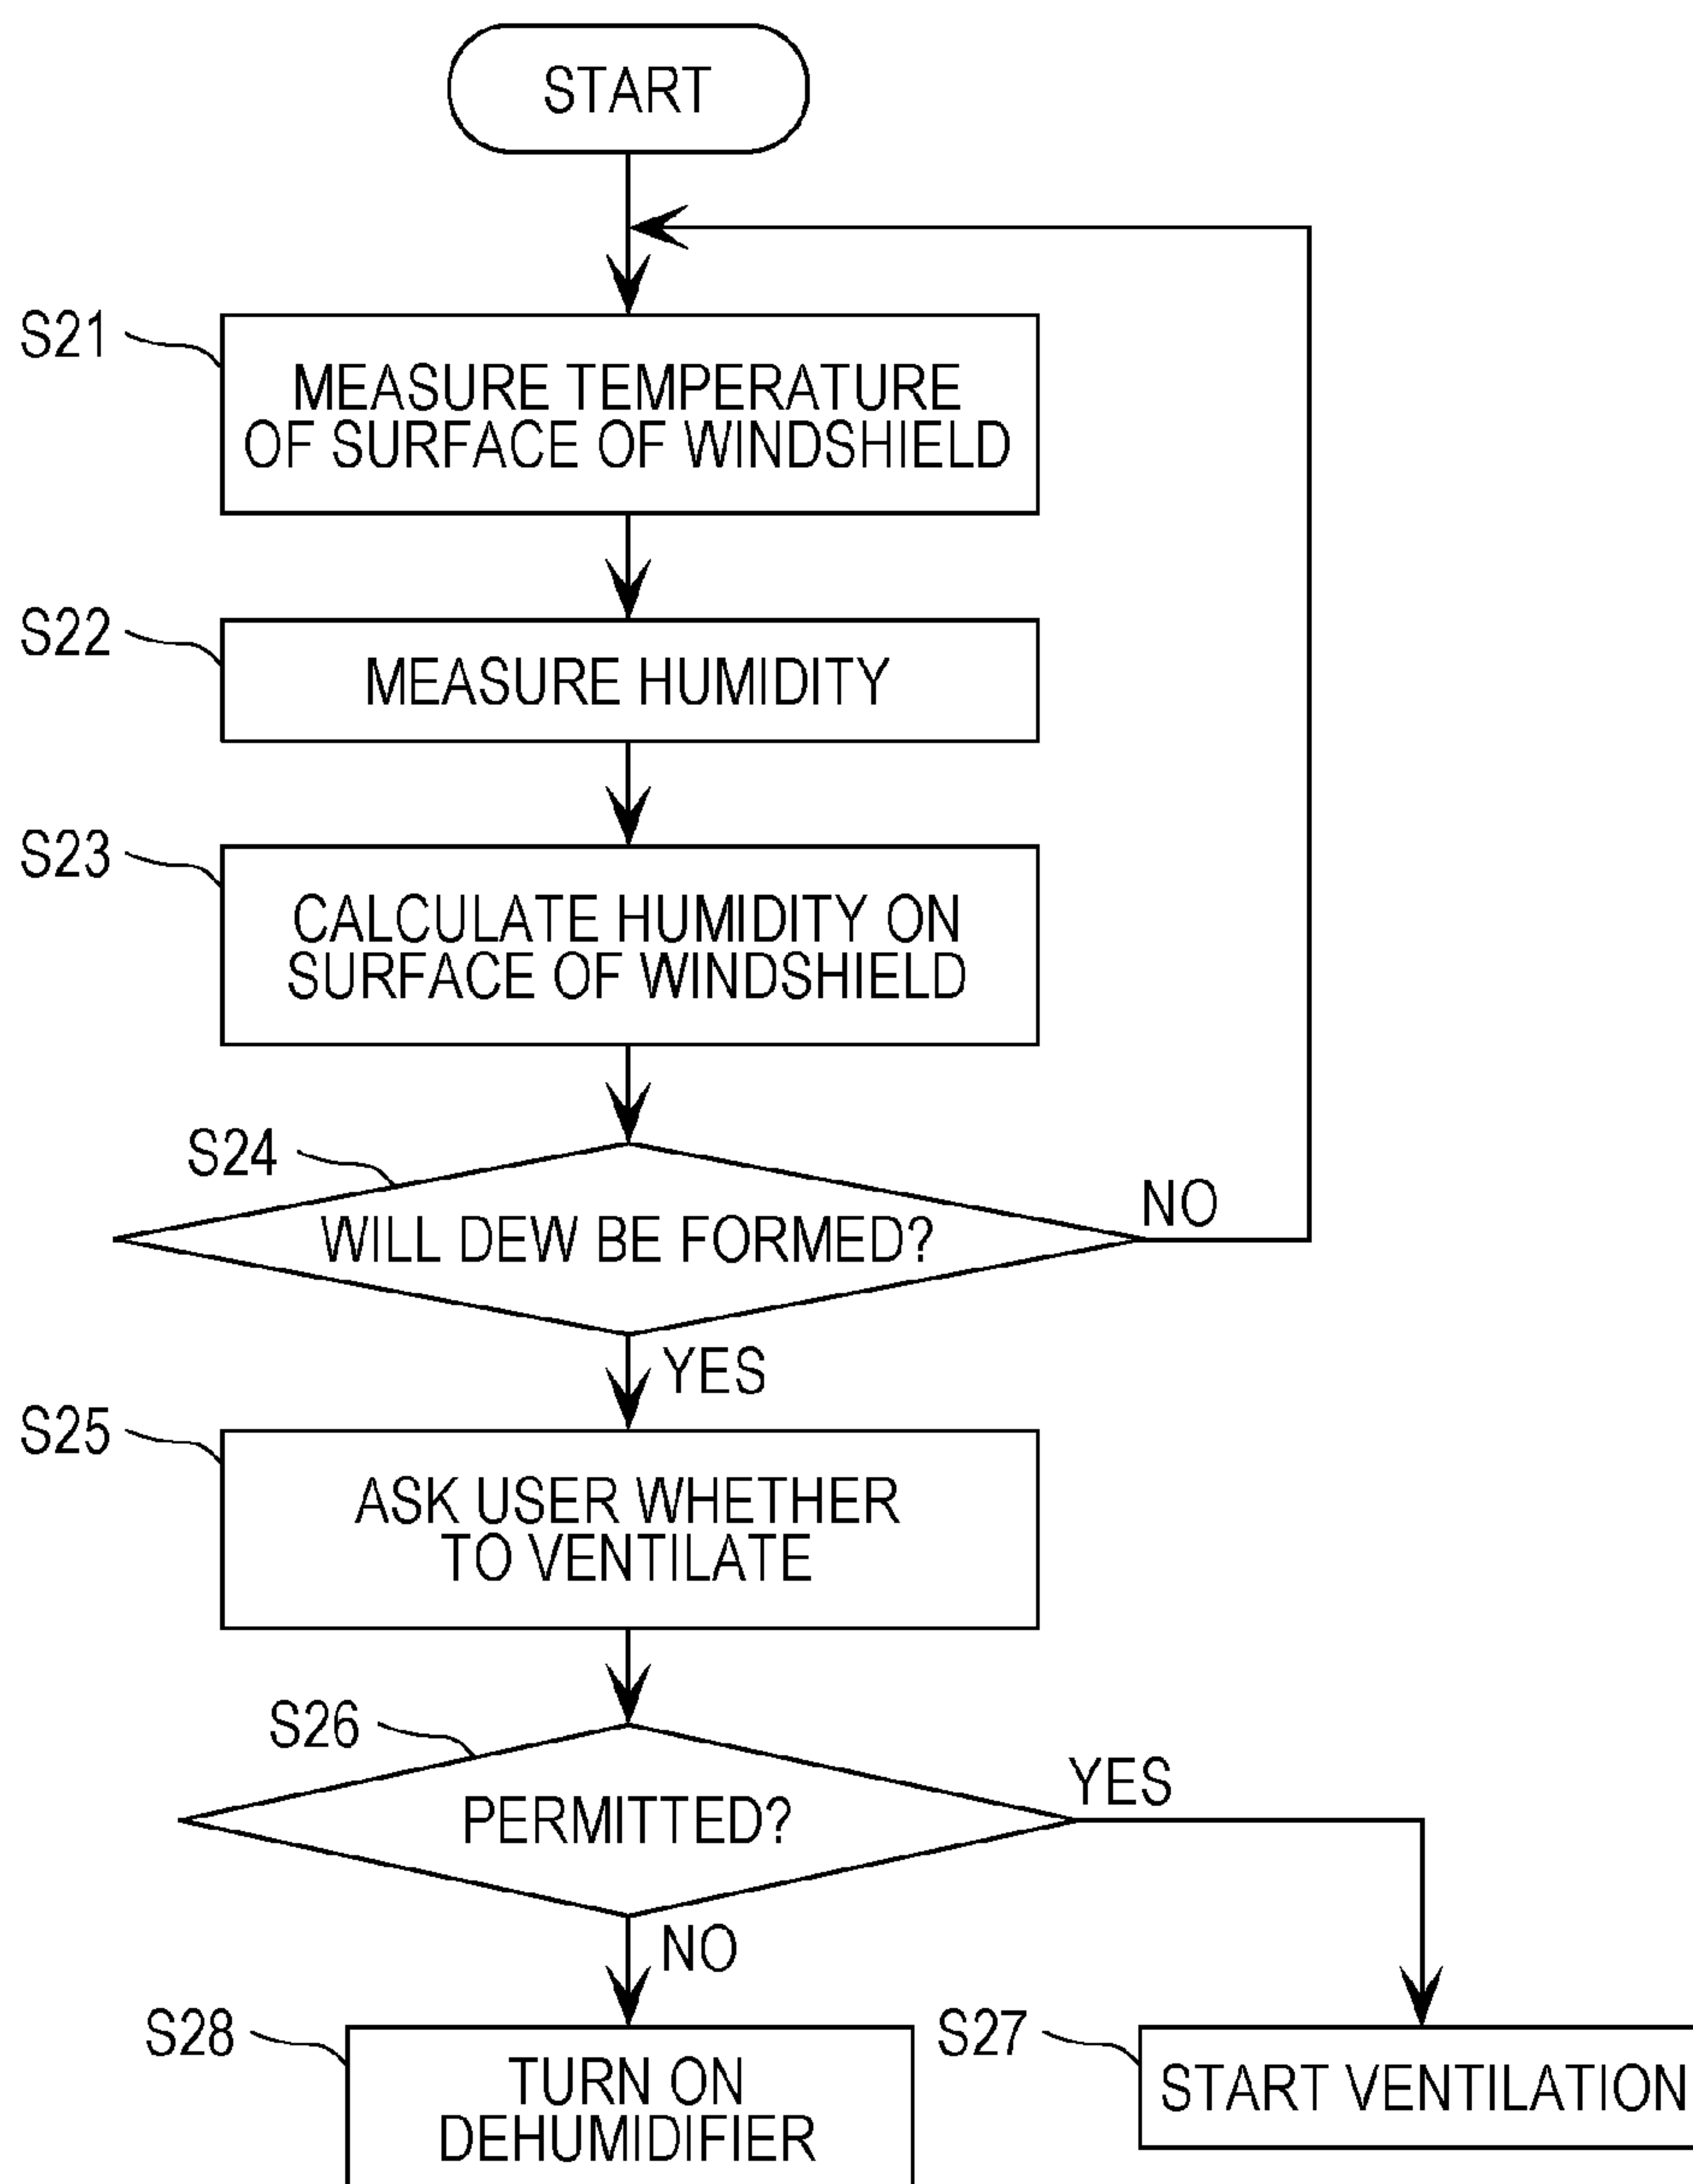 START
S21
MEASURE TEMPERATURE
OF SURFACE OF WINDSHIELD
S22
MEASURE HUMIDITY
S23
CALCULATE HUMIDITY ON
SURFACE OF WINDSHIELD
S24
WILL DEW BE FORMED?
NO
YES
S25
ASK USER WHETHER
TO VENTILATE
S26
PERMITTED?
YES
NO
S28
TURN ON
DEHUMIDIFIER
S27
START VENTILATION